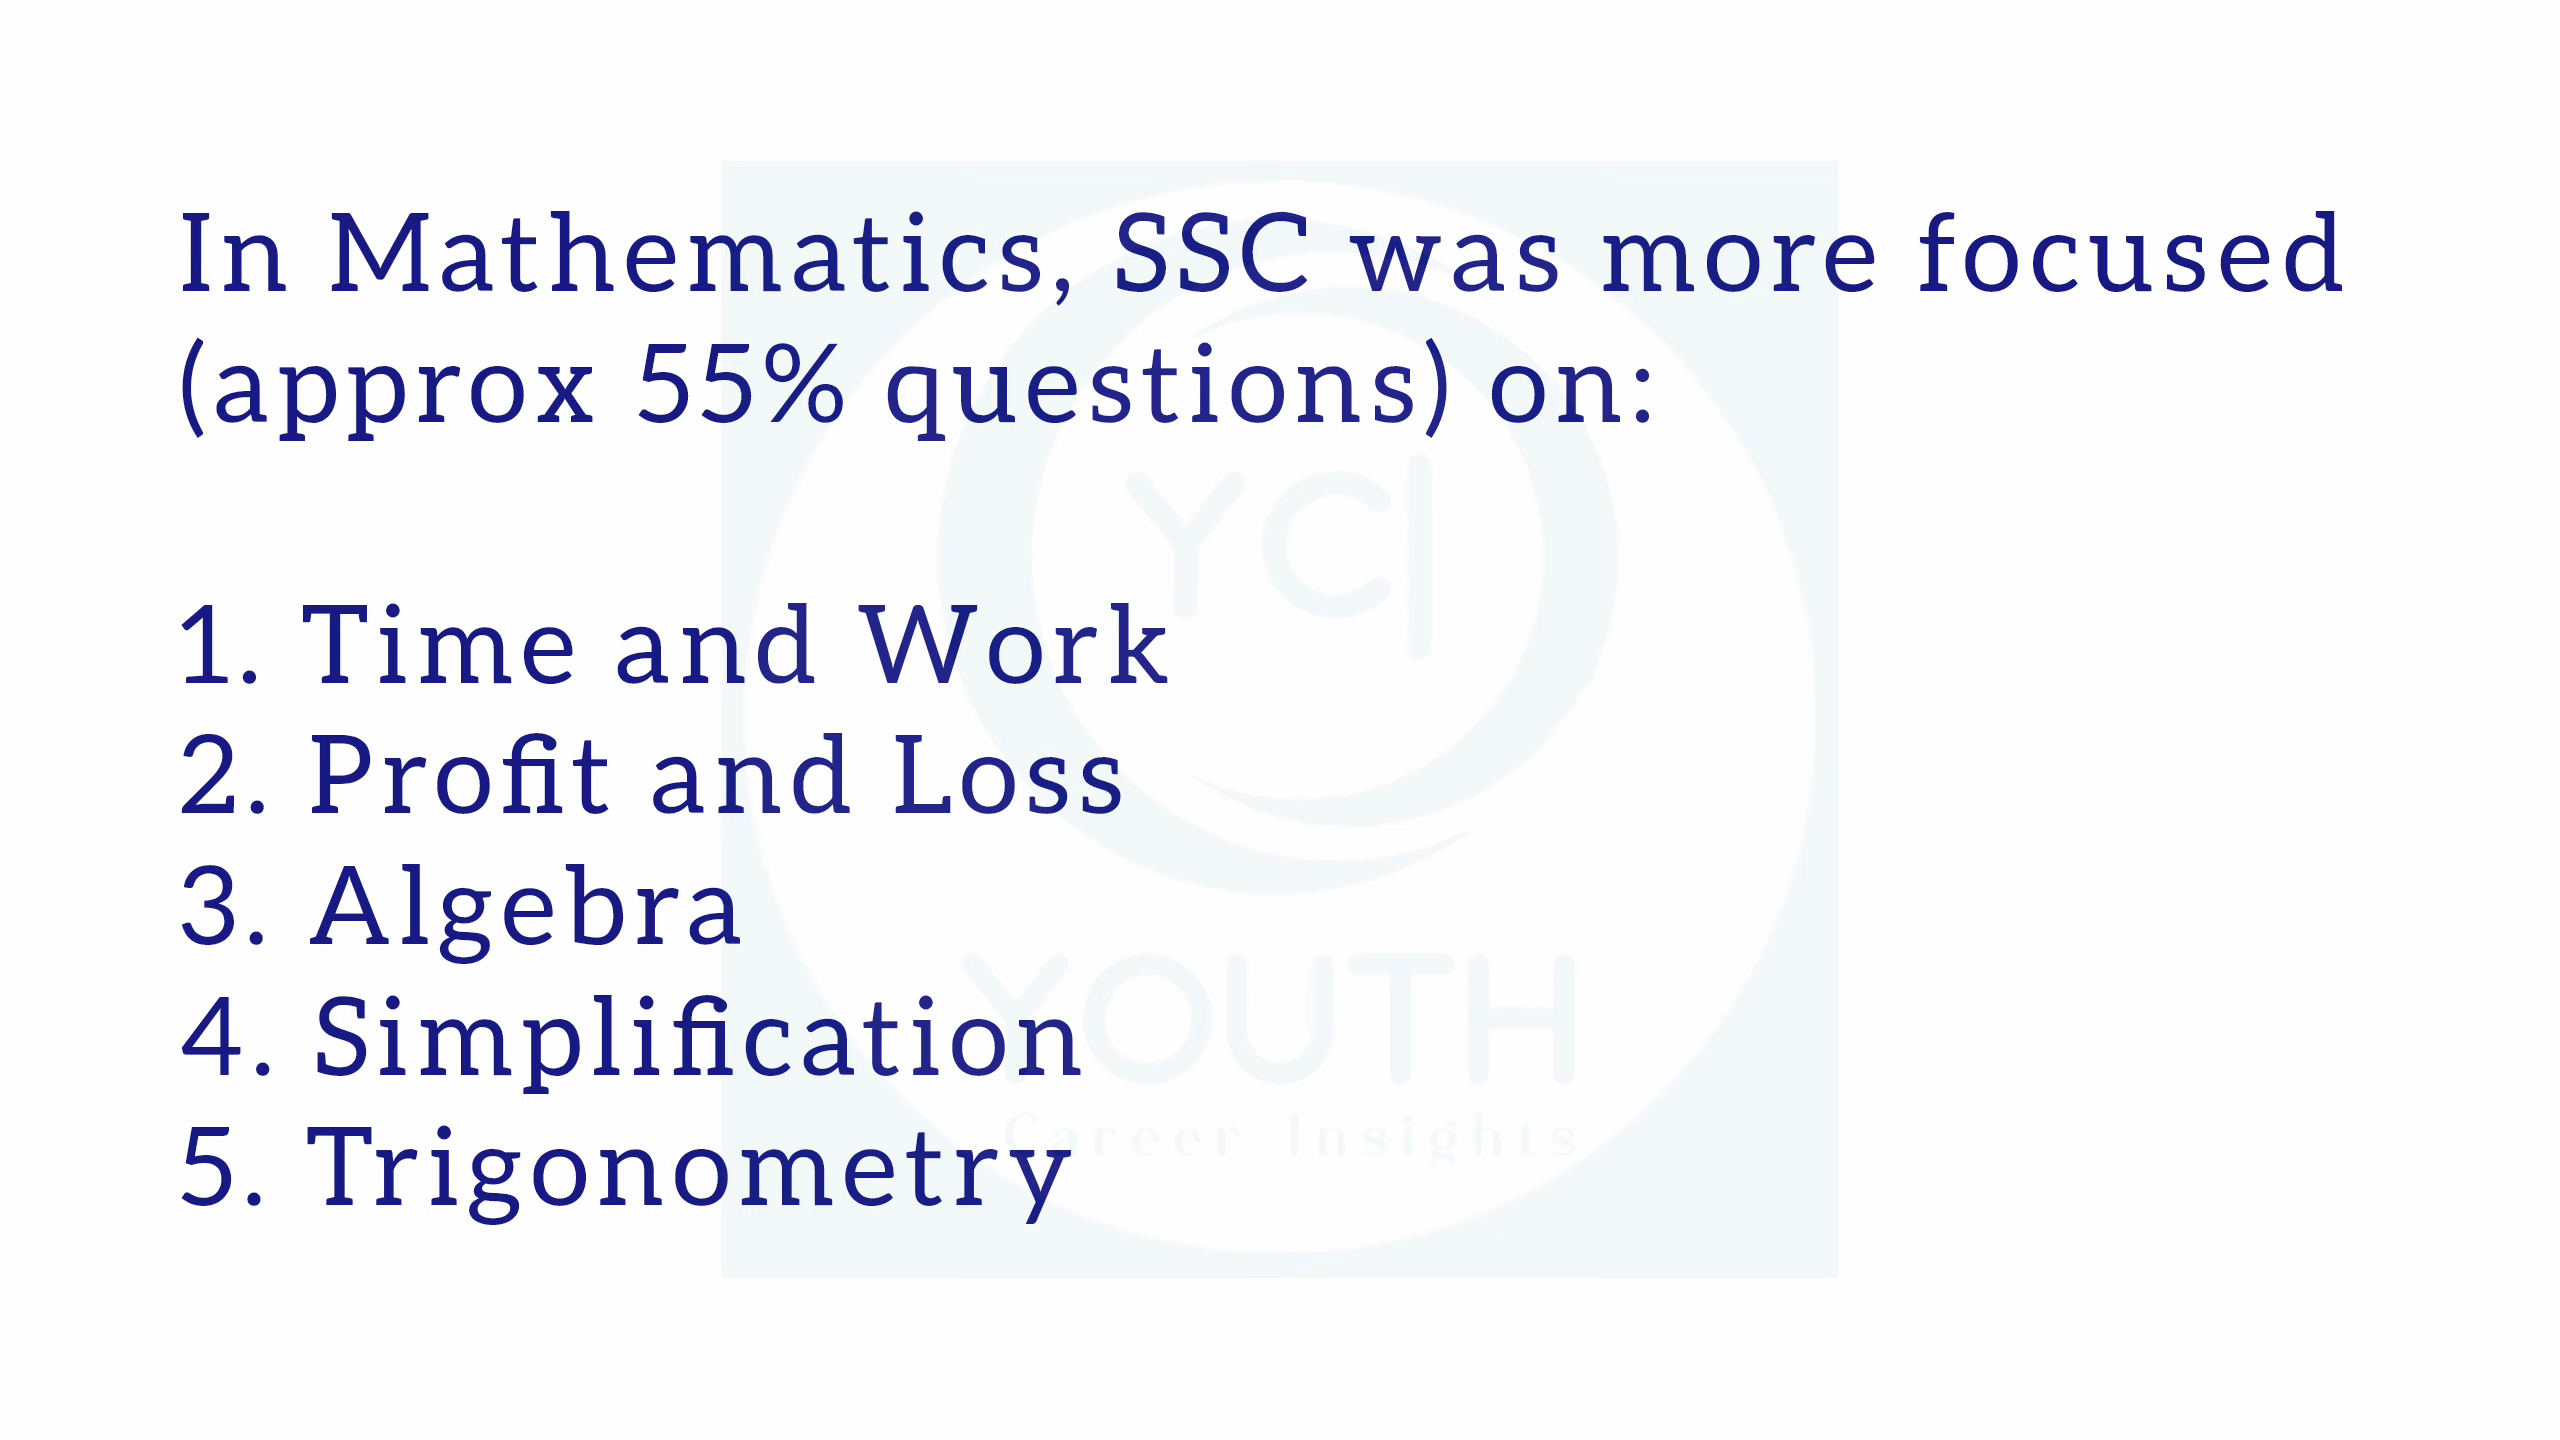 In Mathematics, SSC was more focused
(approx 55% questions) on:
1. Time and Work
2. Profit and Loss
3. Algebra
4. Simplification
5. Trigonometry
YCI
YOUTH
Career Insights